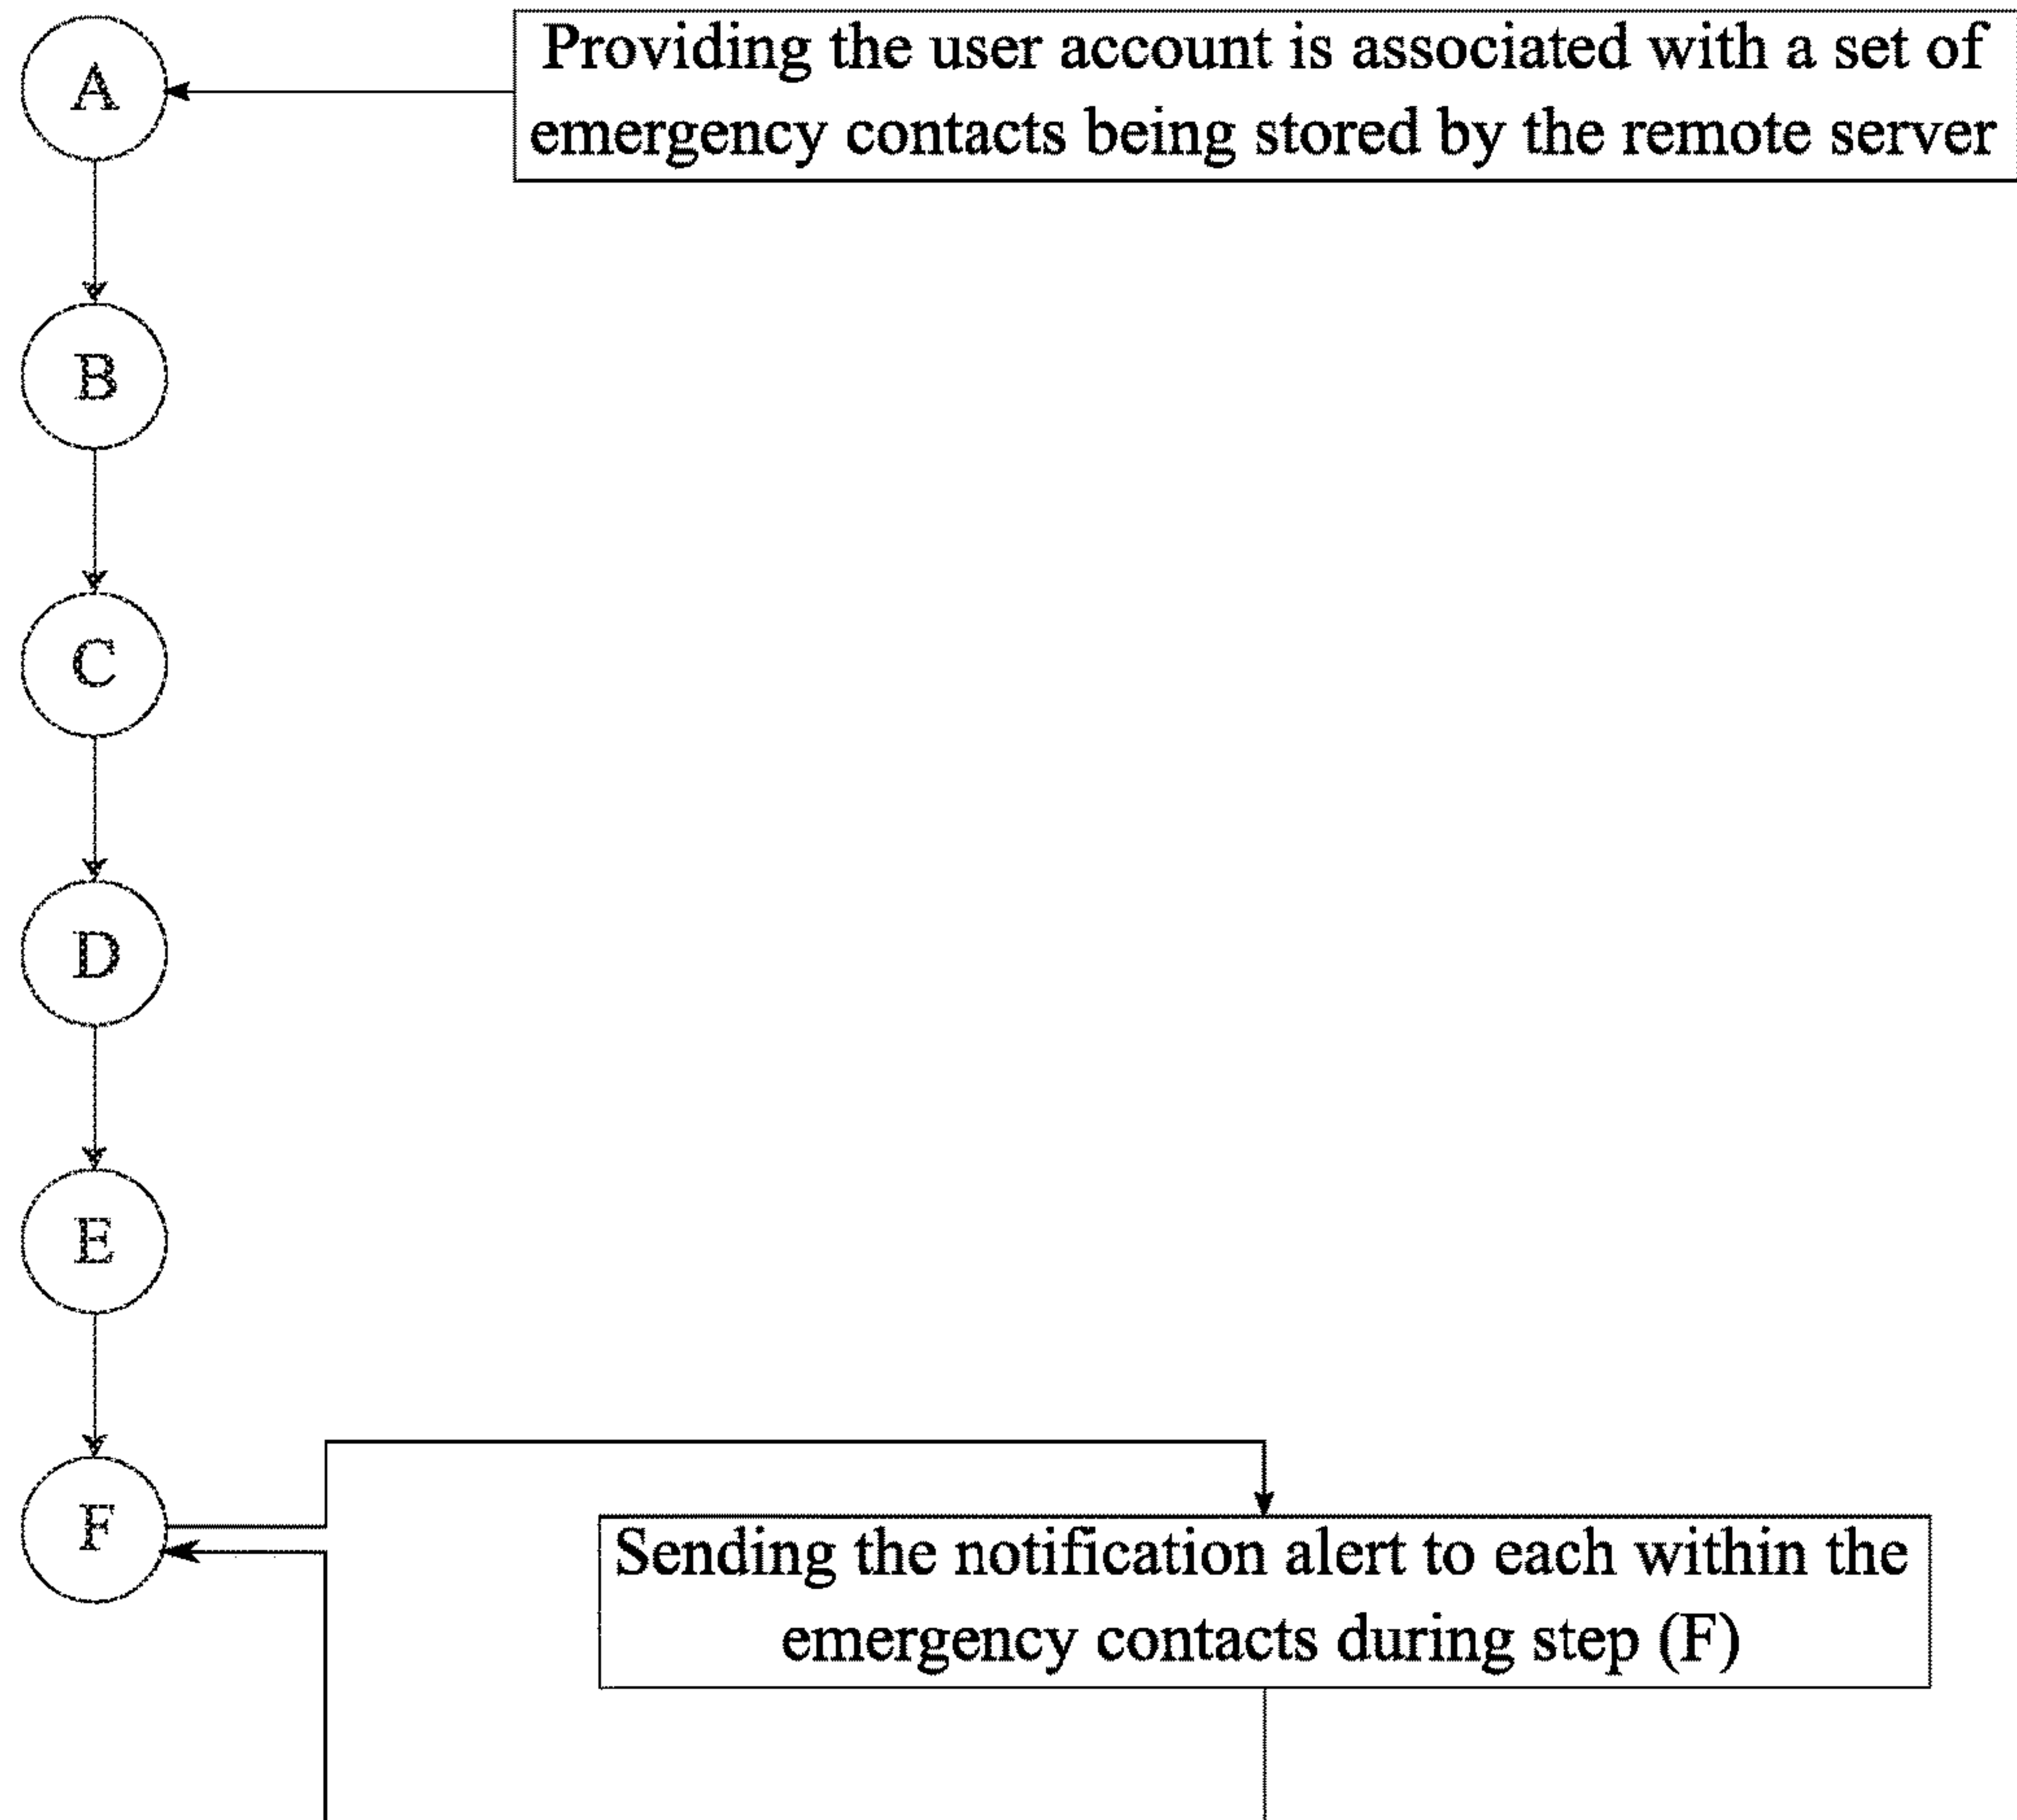 A
Providing the user account is associated with a set of
emergency contacts being stored by the remote server
B
C
D
E
F
Sending the notification alert to each within the
emergency contacts during step (F)